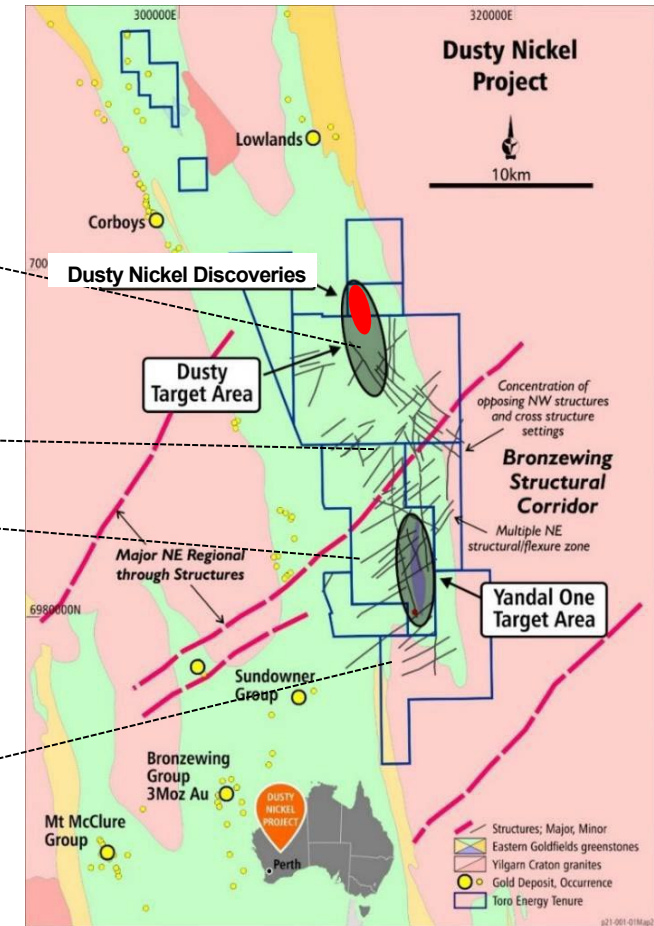 300000E
320000E
Dusty Nickel
Project
10km
Lowlands
Corboys
700
Dusty Nickel Discoveries
Dusty
Target Area
Concentration of
opposing NW structures
and cross structure
settings
Bronzewing
Structural
Corridor
Multiple NE
structural/flexure zone
Major NE Regional
through Structures
Yandal One
Target Area
6980000N
Sundowner
Group
Bronzewing
Group
3Moz Au
Mt McClure
Group
DUSTY
NICKEL
PROJECT
Perth
Structures; Major, Minor
Eastern Goldfields greenstones
Yilgarn Craton granites
Gold Deposit, Occurrence
Toro Energy Tenure